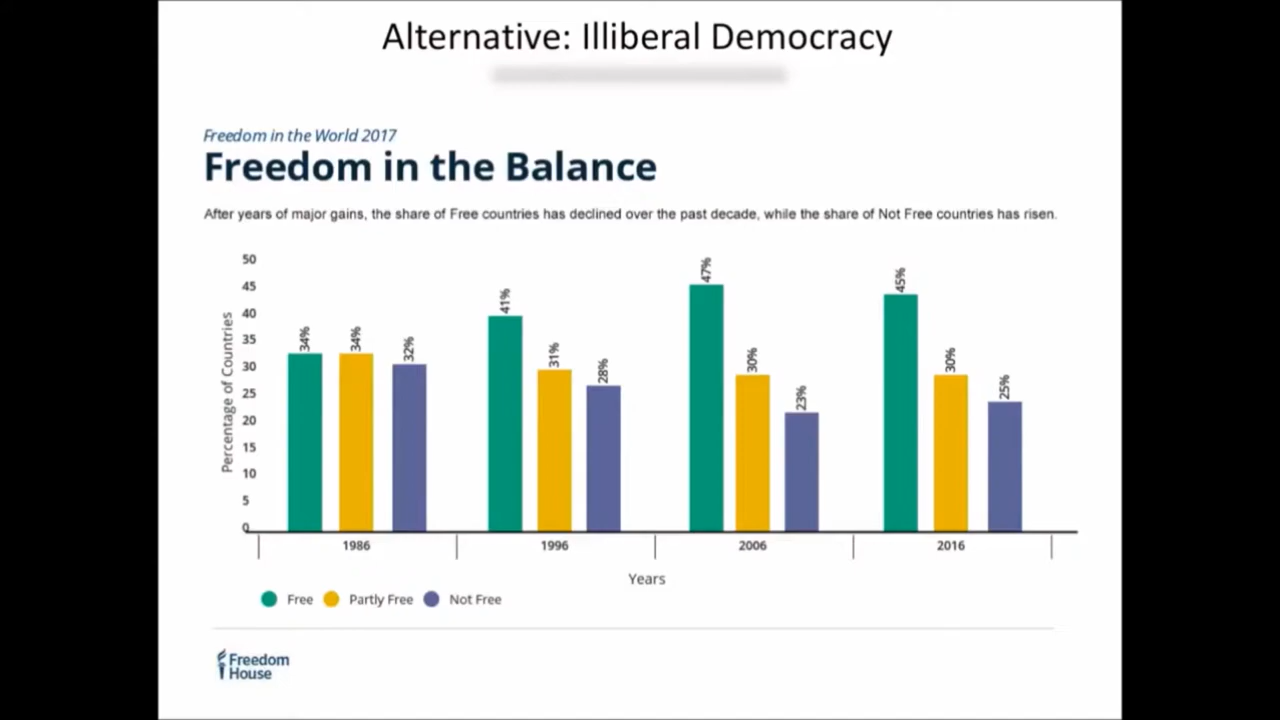 Alternative: Illiberal Democracy
Freedom in the World 2017
Freedom in the Balance
After years of major gains, the share of Free countries has declined over the past decade, while the share of Not Free countries has risen.
Percentage of Countries
50
45
40
35
30
25
20
15
10
5
0
34%
34%
32%
41%
31%
28%
47%
30%
23%
45%
30%
25%
1986
1996
2006
2016
Years
Free
Partly Free
Not Free
Freedom
House